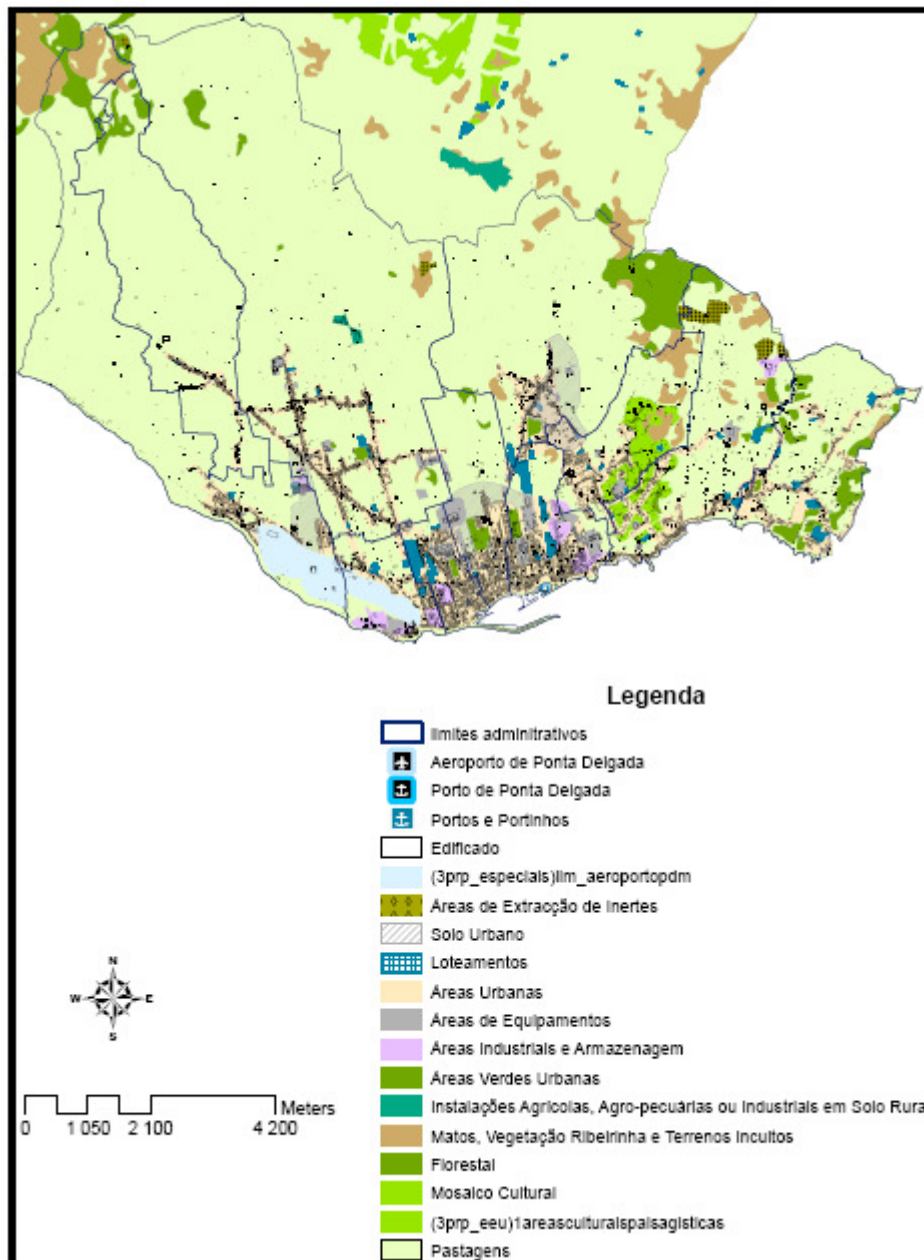 Legenda
limites adminitrativos
Aeroporto de Ponta Delgada
Porto de Ponta Delgada
Portos e Portinhos
Edificado
(3prp_especiais)lim_aeroportopdm
Áreas de Extracção de Inertes
Solo Urbano
Loteamentos
Áreas Urbanas
Áreas de Equipamentos
Áreas Industriais e Armazenagem
Áreas Verdes Urbanas
Instalações Agrícolas, Agro-pecuárias ou Industriais em Solo Rura
Matos, Vegetação Ribeirinha e Terrenos Incultos
Florestal
Mosaico Cultural
(3prp_eeu)1areasculturaispaisagisticas
Pastagens
N
W E
S
Meters
0 1 050 2 100 4 200